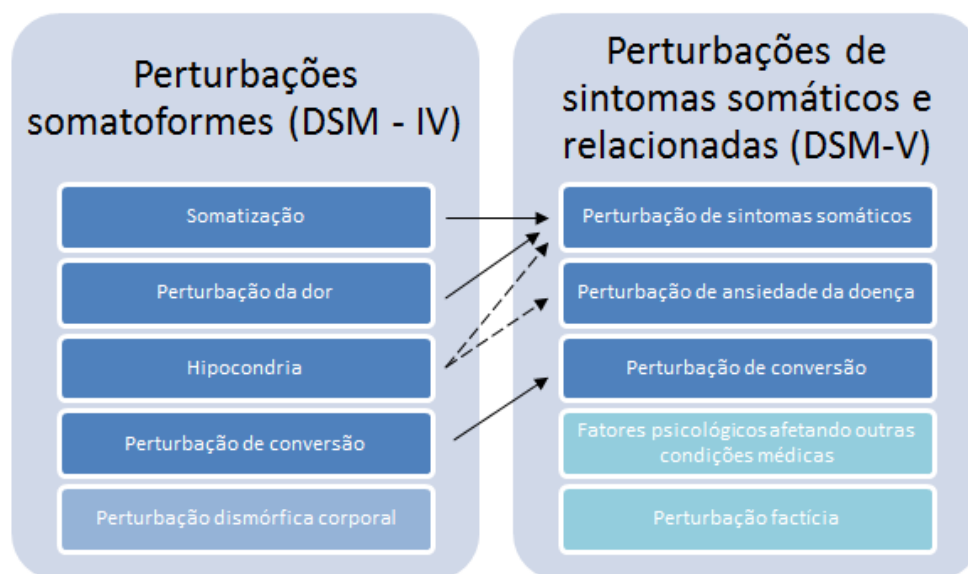 Perturbações
somatoformes (DSM - IV)
Somatização
Perturbação da dor
Hipocondria
Perturbação de conversão
Perturbação dismórfica corporal
Perturbações de
sintomas somáticos e
relacionadas (DSM-V)
Perturbação de sintomas somáticos
Perturbação de ansiedade da doença
Perturbação de conversão
Fatores psicológicos afetando outras
condições médicas
Perturbação factícia